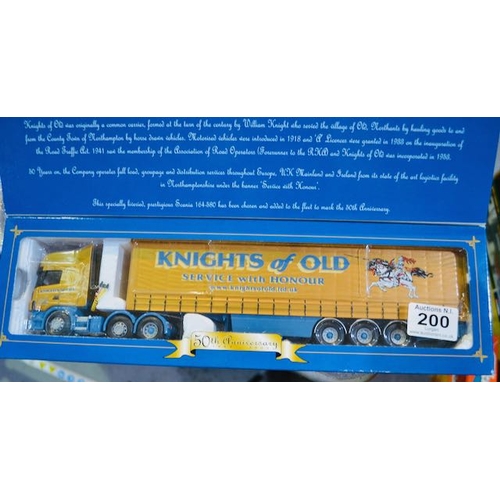 Knights of Old was originally a common carrier, formed at the turn of the century by William Knight who served the village of Old, Northants by hauling goods to and
from the County Town of Northampton by horse drawn vehicles. Motorised vehicles were introduced in 1918 and 'A' Licences were granted in 1933 on the inauguration of
the Road Traffic Act. 1941 saw the membership of the Association of Road Operators (Forerunner to the RHA) and Knights of Old was incorporated in 1953.
50 Years on, the Company operates full load, groupage and distribution services throughout Europe, UK Mainland and Ireland from its state of the art logistics facility
in Northamptonshire under the banner 'Service with Honour'.
This specially liveried, prestigious Scania 164-580 has been chosen and added to the fleet to mark the 50th Anniversary.
KNIGHTS of OLD
SERVICE with HONOUR
www.knightsofold.co.uk
Auctions N.I.
200
50th Anniversary